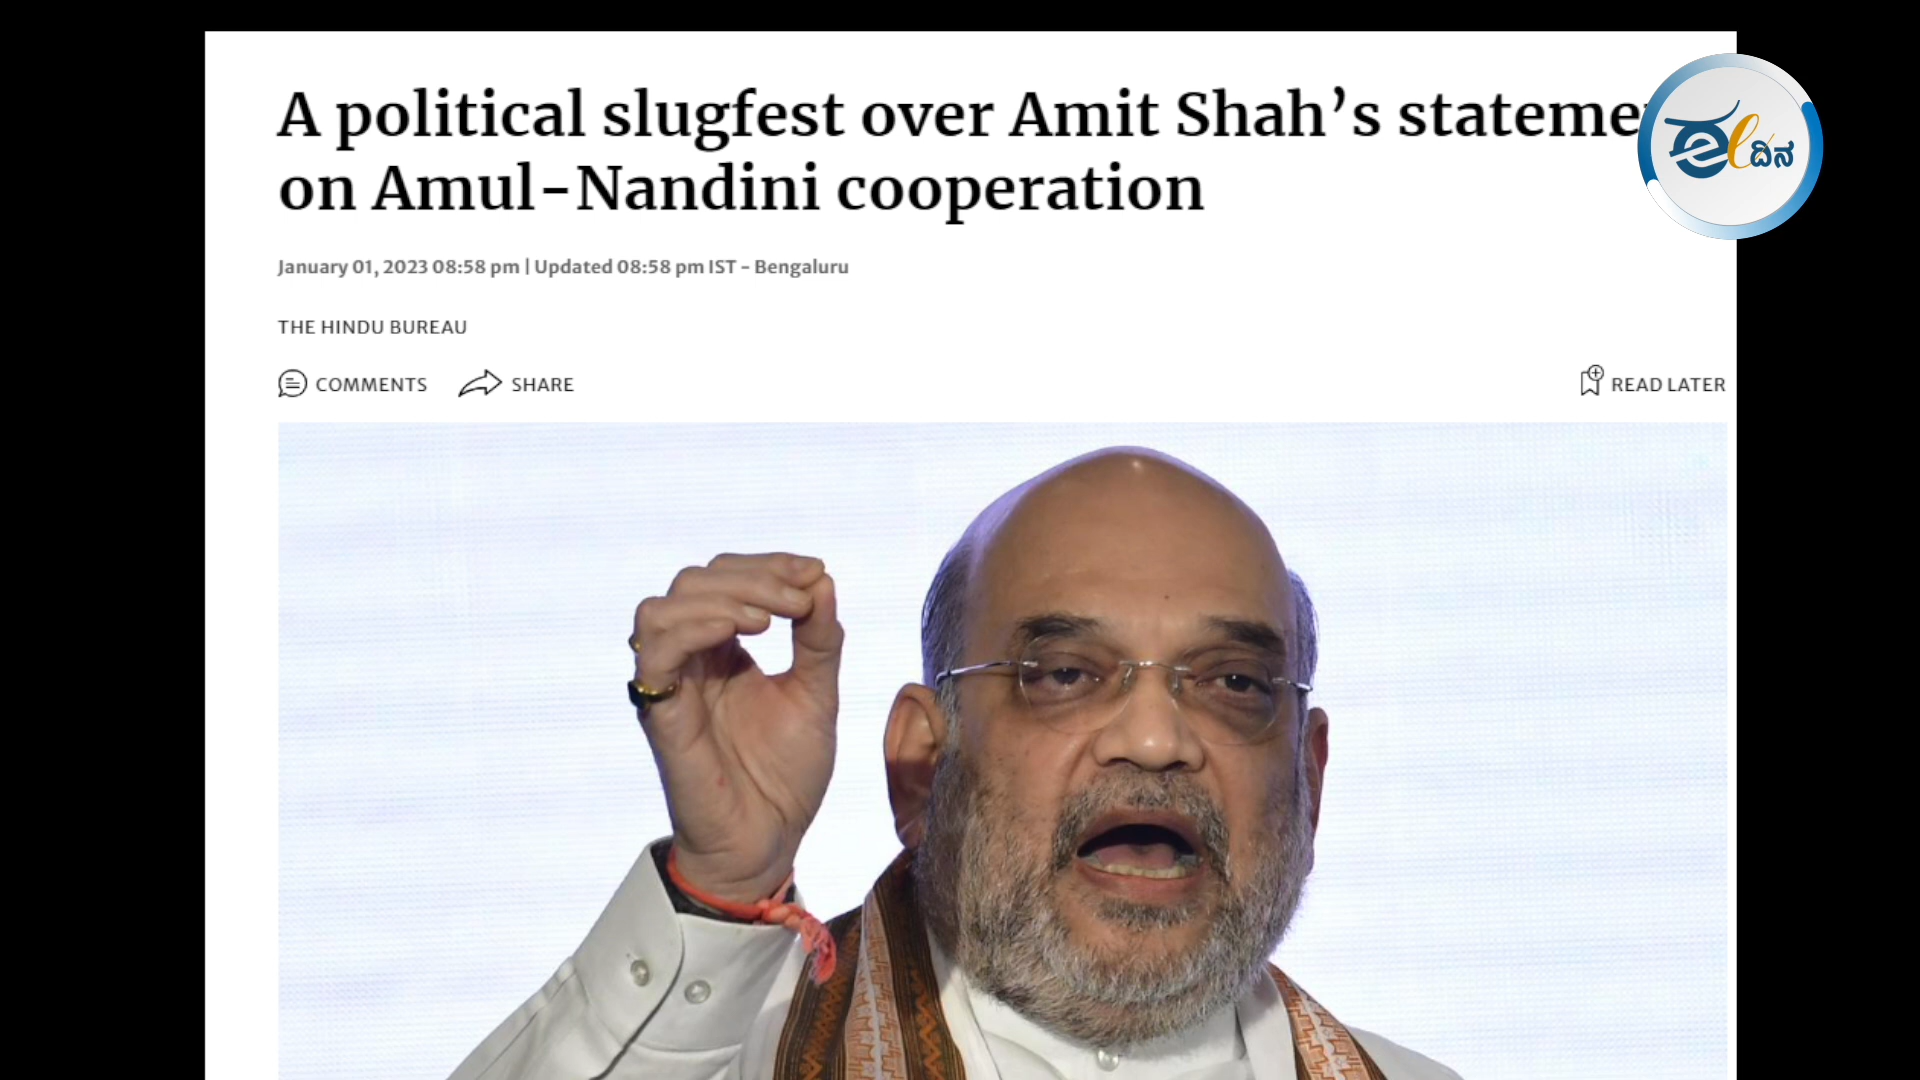 A political slugfest over Amit Shah’s stateme
on Amul-Nandini cooperation
January 01, 2023 08:58 pm | Updated 08:58 pm IST - Bengaluru
THE HINDU BUREAU
COMMENTS SHARE
READ LATER
ಈದಿನ